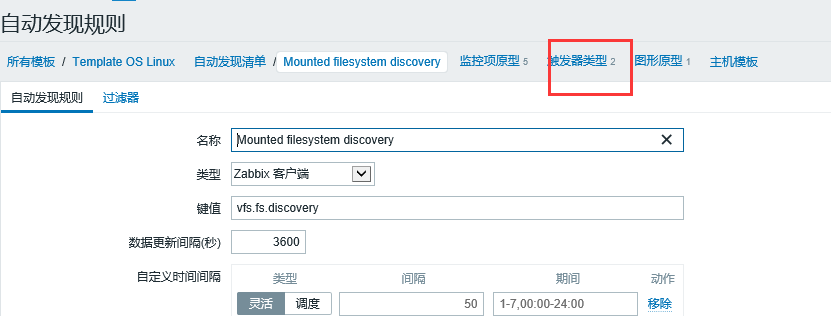 自动发现规则
所有模板 / Template OS Linux 自动发现清单 / Mounted filesystem discovery 监控项原型 5 触发器类型 2 图形原型 1 主机模板
自动发现规则 过滤器
名称 Mounted filesystem discovery
类型 Zabbix 客户端
键值 vfs.fs.discovery
数据更新间隔(秒) 3600
自定义时间间隔 类型 间隔 期间 动作
灵活 调度 50 1-7,00:00-24:00 移除